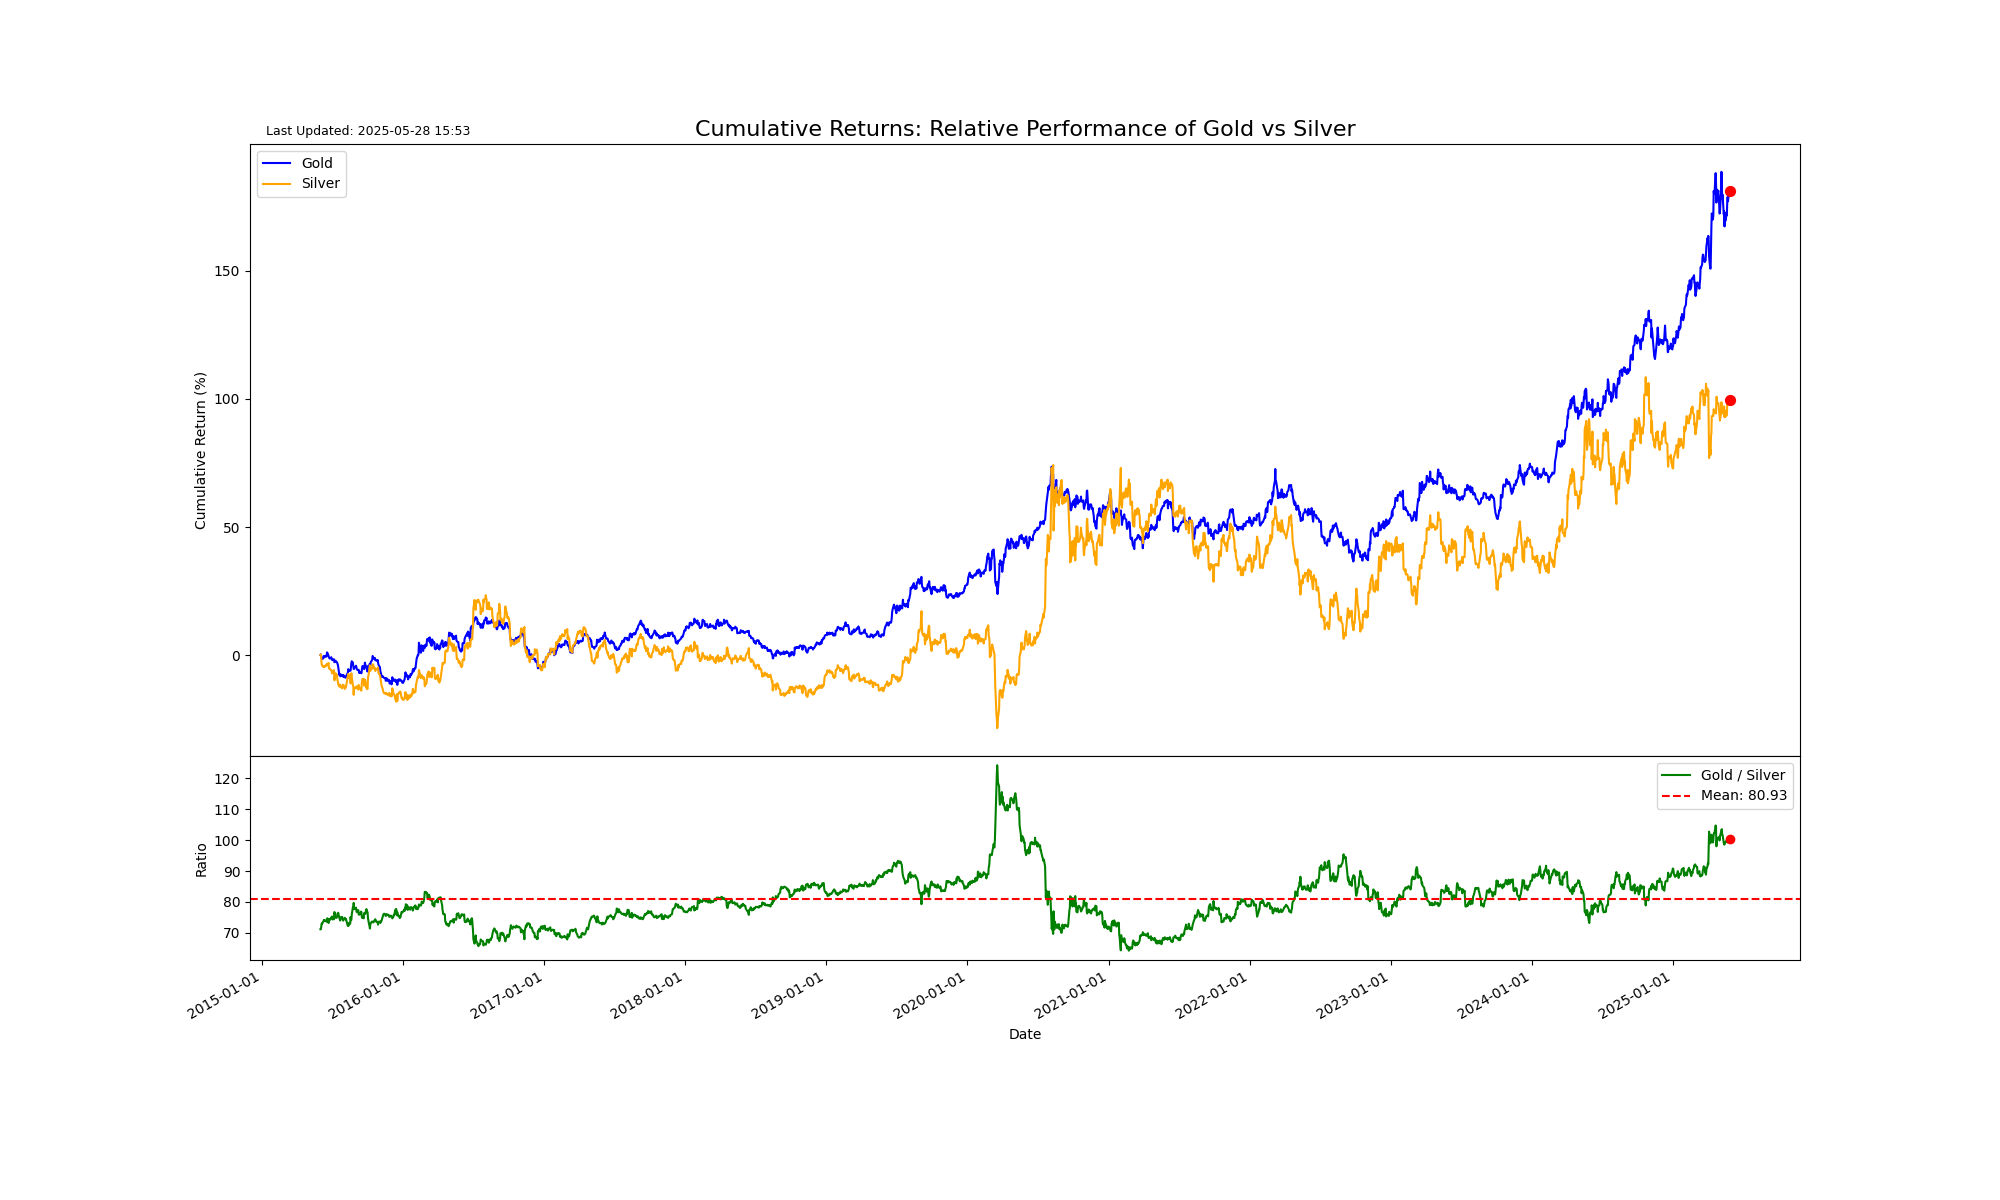 Last Updated: 2025-05-28 15:53
Cumulative Returns: Relative Performance of Gold vs Silver
Gold
Silver
Cumulative Return (%)
150
100
50
0
Gold / Silver
Mean: 80.93
Ratio
120
110
100
90
80
70
2015-01-01
2016-01-01
2017-01-01
2018-01-01
2019-01-01
2020-01-01
2021-01-01
2022-01-01
2023-01-01
2024-01-01
2025-01-01
Date